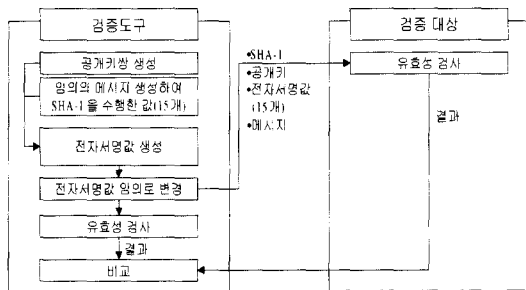 검증도구
공개키쌍 생성
임의의 메시지 생성하여
SHA-1을 수행한 값(15개)
전자서명값 생성
전자서명값 임의로 변경
유효성 검사
결과
비교
•SHA-1
•공개키
•전자서명값
(15개)
•메시지
검증 대상
유효성 검사
결과